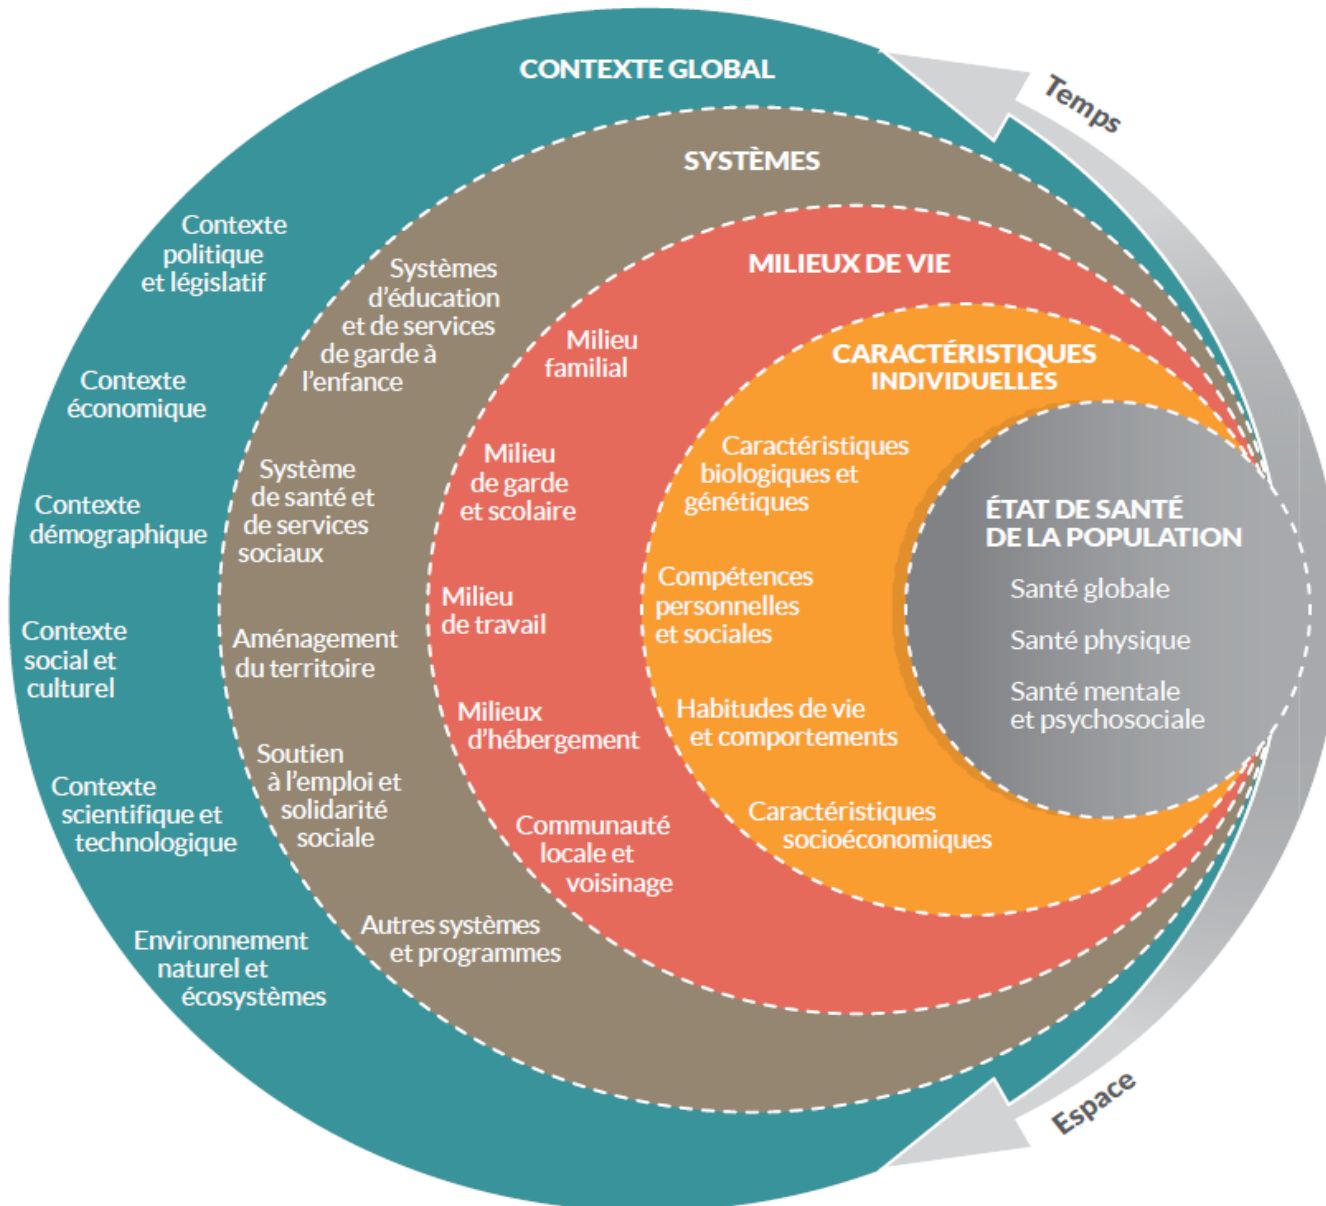 CONTEXTE GLOBAL
Contexte
politique
et législatif
Contexte
économique
Contexte
démographique
Contexte
social et
culturel
Contexte
scientifique et
technologique
Environnement
naturel et
écosystèmes
SYSTÈMES
Systèmes
d'éducation
et de services
de garde à
l'enfance
Système
de santé et
de services
sociaux
Aménagement
du territoire
Soutien
à l'emploi et
solidarité
sociale
Autres systèmes
et programmes
MILIEUX DE VIE
Milieu
familial
Milieu
de garde
et scolaire
Milieu
de travail
Milieux
d'hébergement
Communauté
locale et
voisinage
CARACTÉRISTIQUES
INDIVIDUELLES
Caractéristiques
biologiques et
génétiques
Compétences
personnelles
et sociales
Habitudes de vie
et comportements
Caractéristiques
socioéconomiques
ÉTAT DE SANTÉ
DE LA POPULATION
Santé globale
Santé physique
Santé mentale
et psychosociale
Temps
Espace